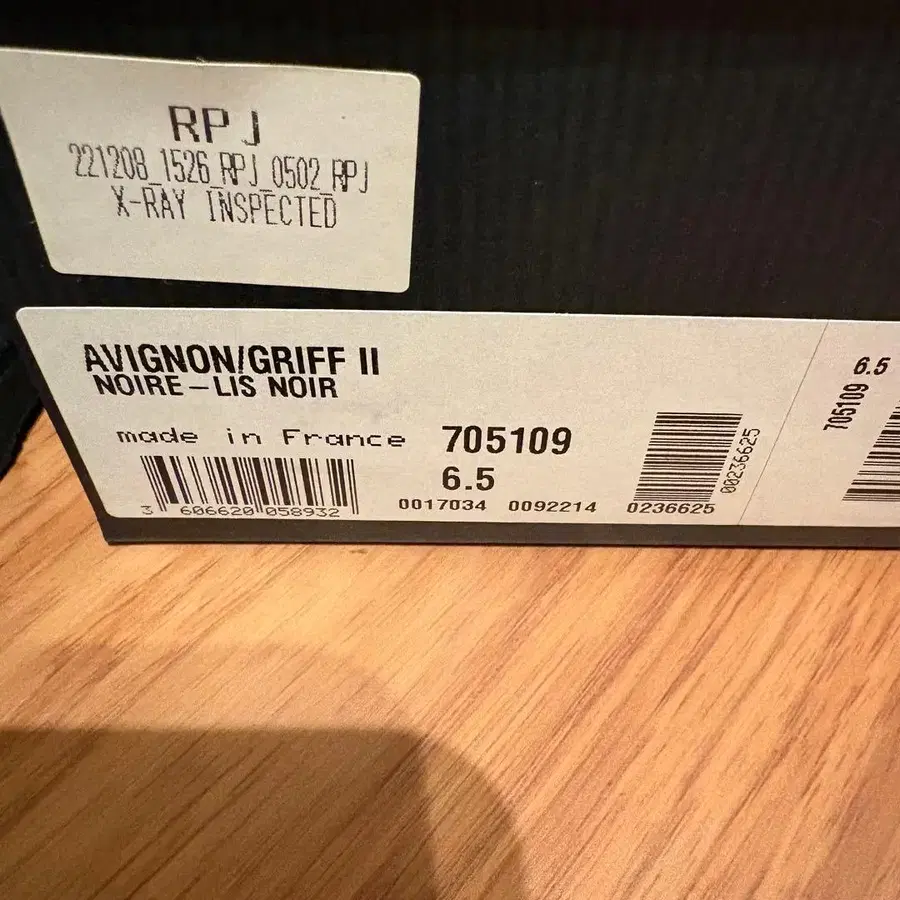 RPJ
221208_1526_RPJ_0502_RPJ
X-RAY INSPECTED
AVIGNON/GRIFF II
NOIRE – LIS NOIR
made in France
705109
6.5
3 606620 058932
0017034 0092214 0236625
00236625
6.5
705109